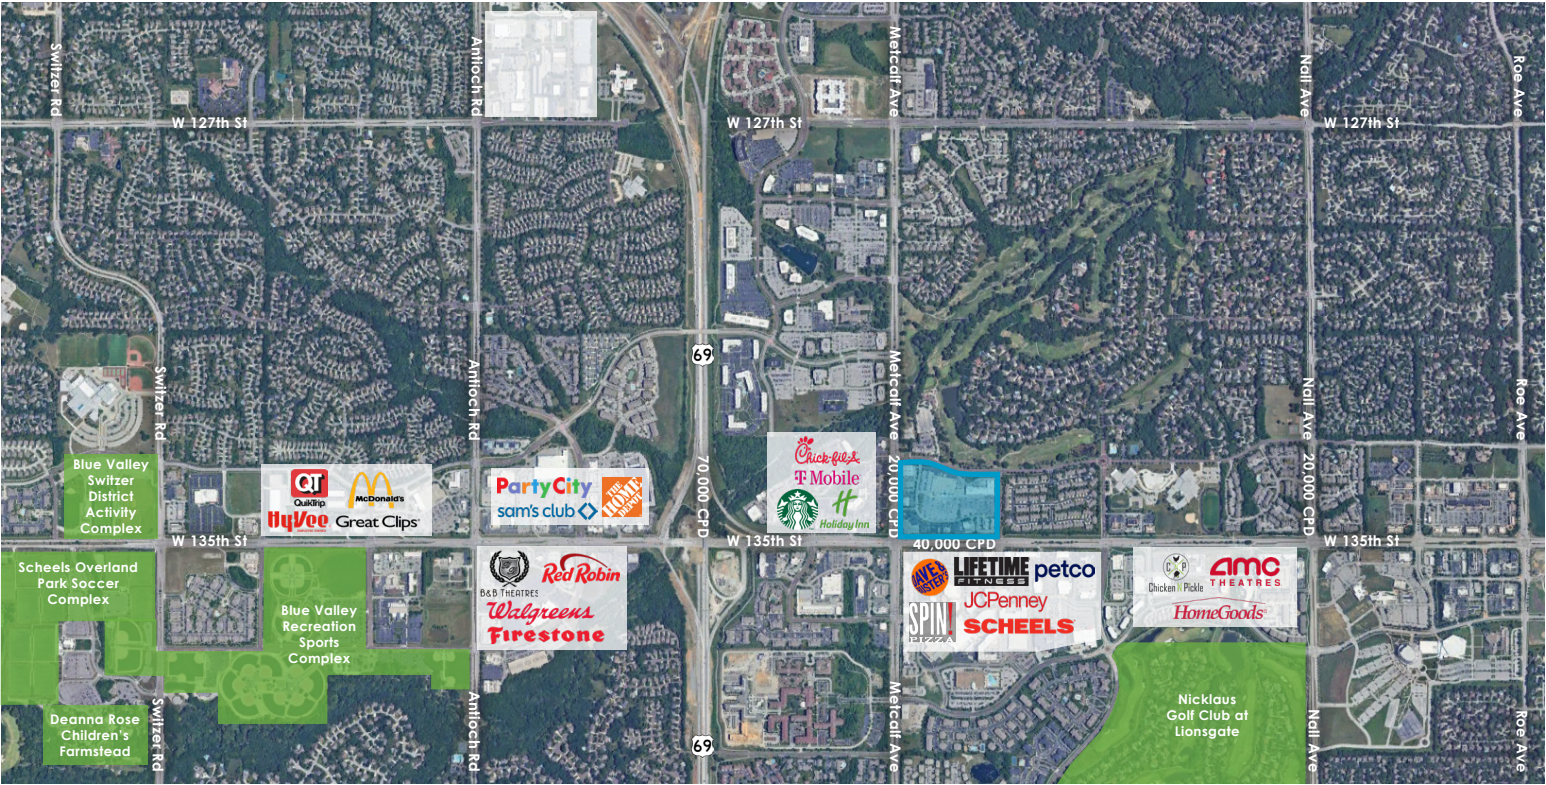 Switzer Rd
Antioch Rd
Metcalf Ave
Nall Ave
Roe Ave
W 127th St
W 127th St
W 127th St
69
Switzer Rd
Antioch Rd
Metcalf Ave
Nall Ave
Roe Ave
70,000 CPD
20,000 CPD
20,000 CPD
Blue Valley
Switzer
District
Activity
Complex
QT
QuikTrip
McDonald's
HyVee
Great Clips
Party City
sam's club
THE
HOME
DEPOT
Chick-fil-A
T Mobile
H
Holiday Inn
W 135th St
W 135th St
40,000 CPD
W 135th St
Scheels Overland
Park Soccer
Complex
Blue Valley
Recreation
Sports
Complex
B&B THEATRES
Red Robin
Walgreens
Firestone
DAVE &
BUSTER'S
LIFETIME
FITNESS
petco
JCPenney
SPIN!
PIZZA
SCHEELS
C P
Chicken N Pickle
amc
THEATRES
HomeGoods
Deanna Rose
Children's
Farmstead
Nicklaus
Golf Club at
Lionsgate
Switzer Rd
Antioch Rd
69
Metcalf Ave
Nall Ave
Roe Ave